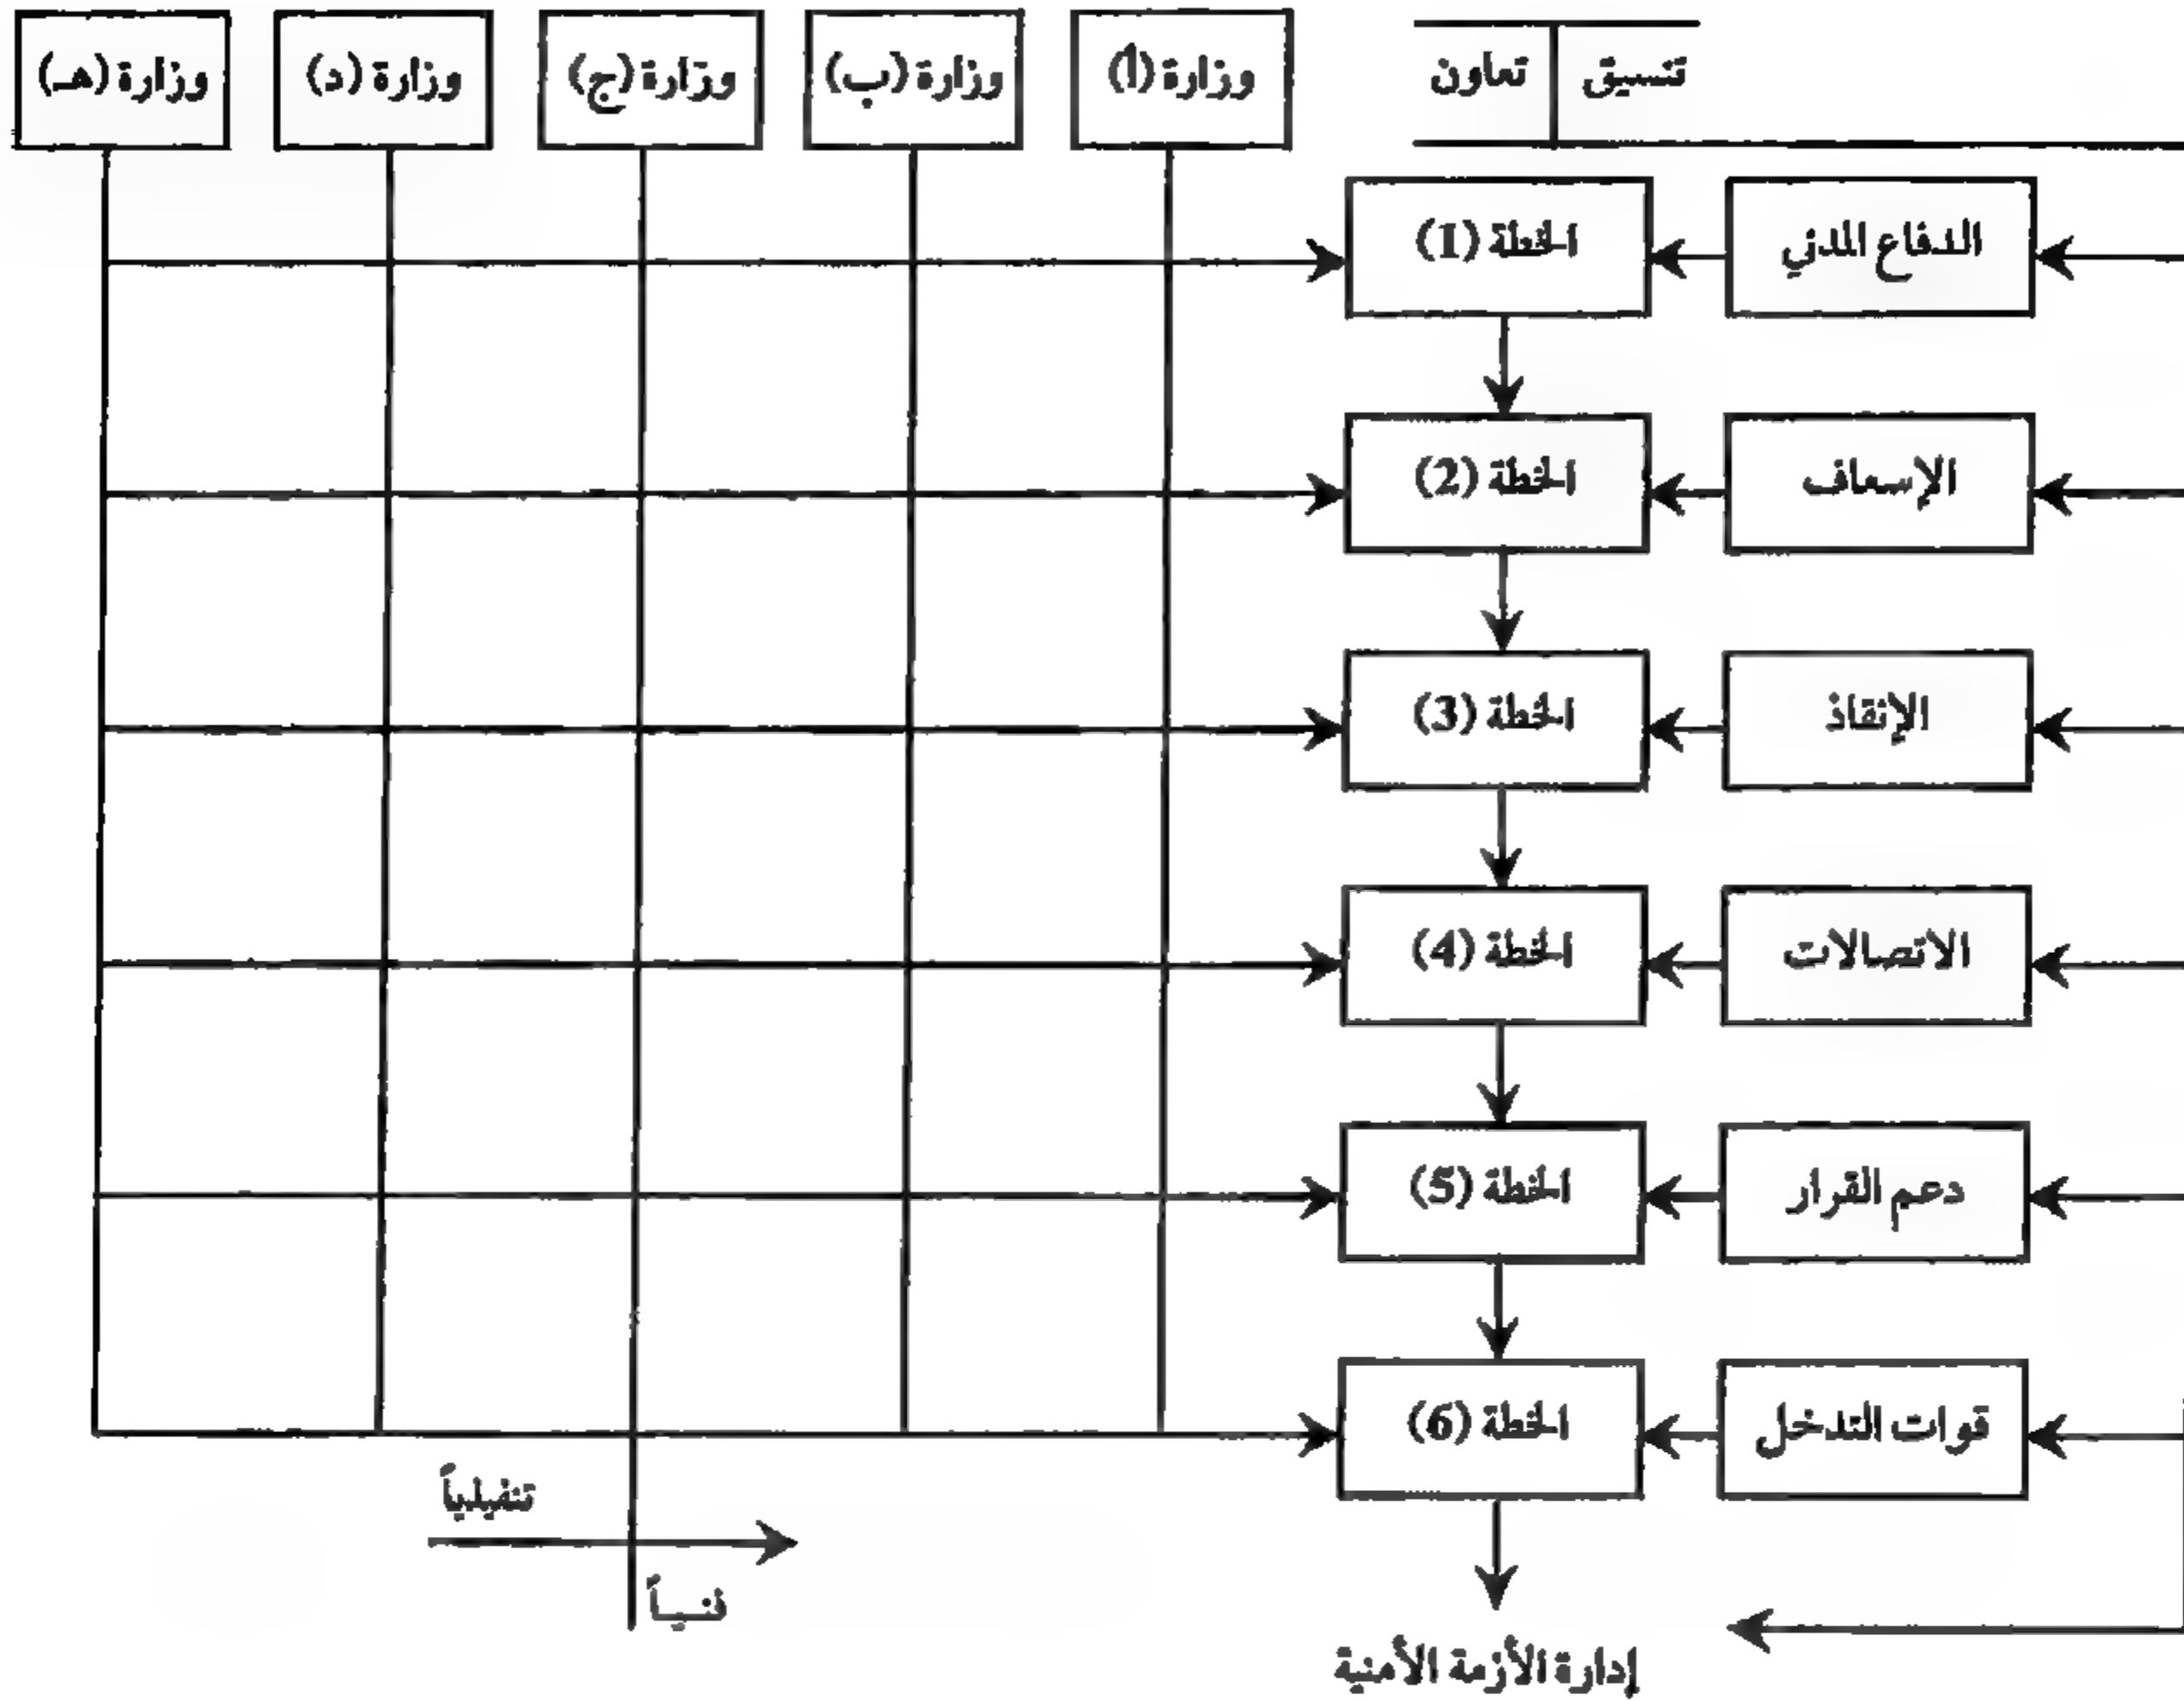 تنسيق
تعاون
وزارة (أ)
وزارة (ب)
وزارة (ج)
وزارة (د)
وزارة (هـ)
الدفاع المدني
الخطة (1)
الإسعاف
الخطة (2)
الإنقاذ
الخطة (3)
الاتصالات
الخطة (4)
دعم القرار
الخطة (5)
قوات التدخل
الخطة (6)
تنفيذياً
فنياً
إدارة الأزمة الأمنية